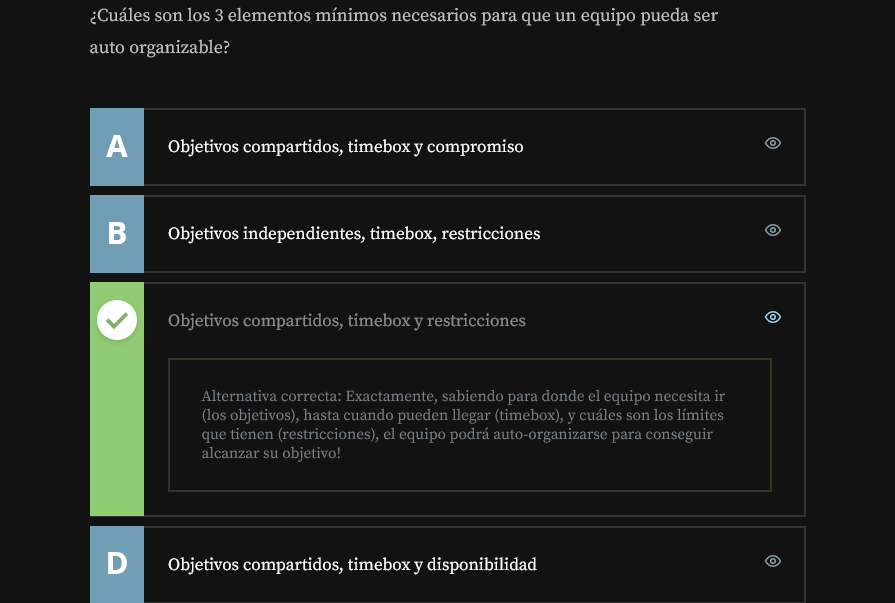 ¿Cuáles son los 3 elementos mínimos necesarios para que un equipo pueda ser
auto organizable?
A
Objetivos compartidos, timebox y compromiso
B
Objetivos independientes, timebox, restricciones
Objetivos compartidos, timebox y restricciones
Alternativa correcta: Exactamente, sabiendo para donde el equipo necesita ir
(los objetivos), hasta cuando pueden llegar (timebox), y cuáles son los límites
que tienen (restricciones), el equipo podrá auto-organizarse para conseguir
alcanzar su objetivo!
D
Objetivos compartidos, timebox y disponibilidad